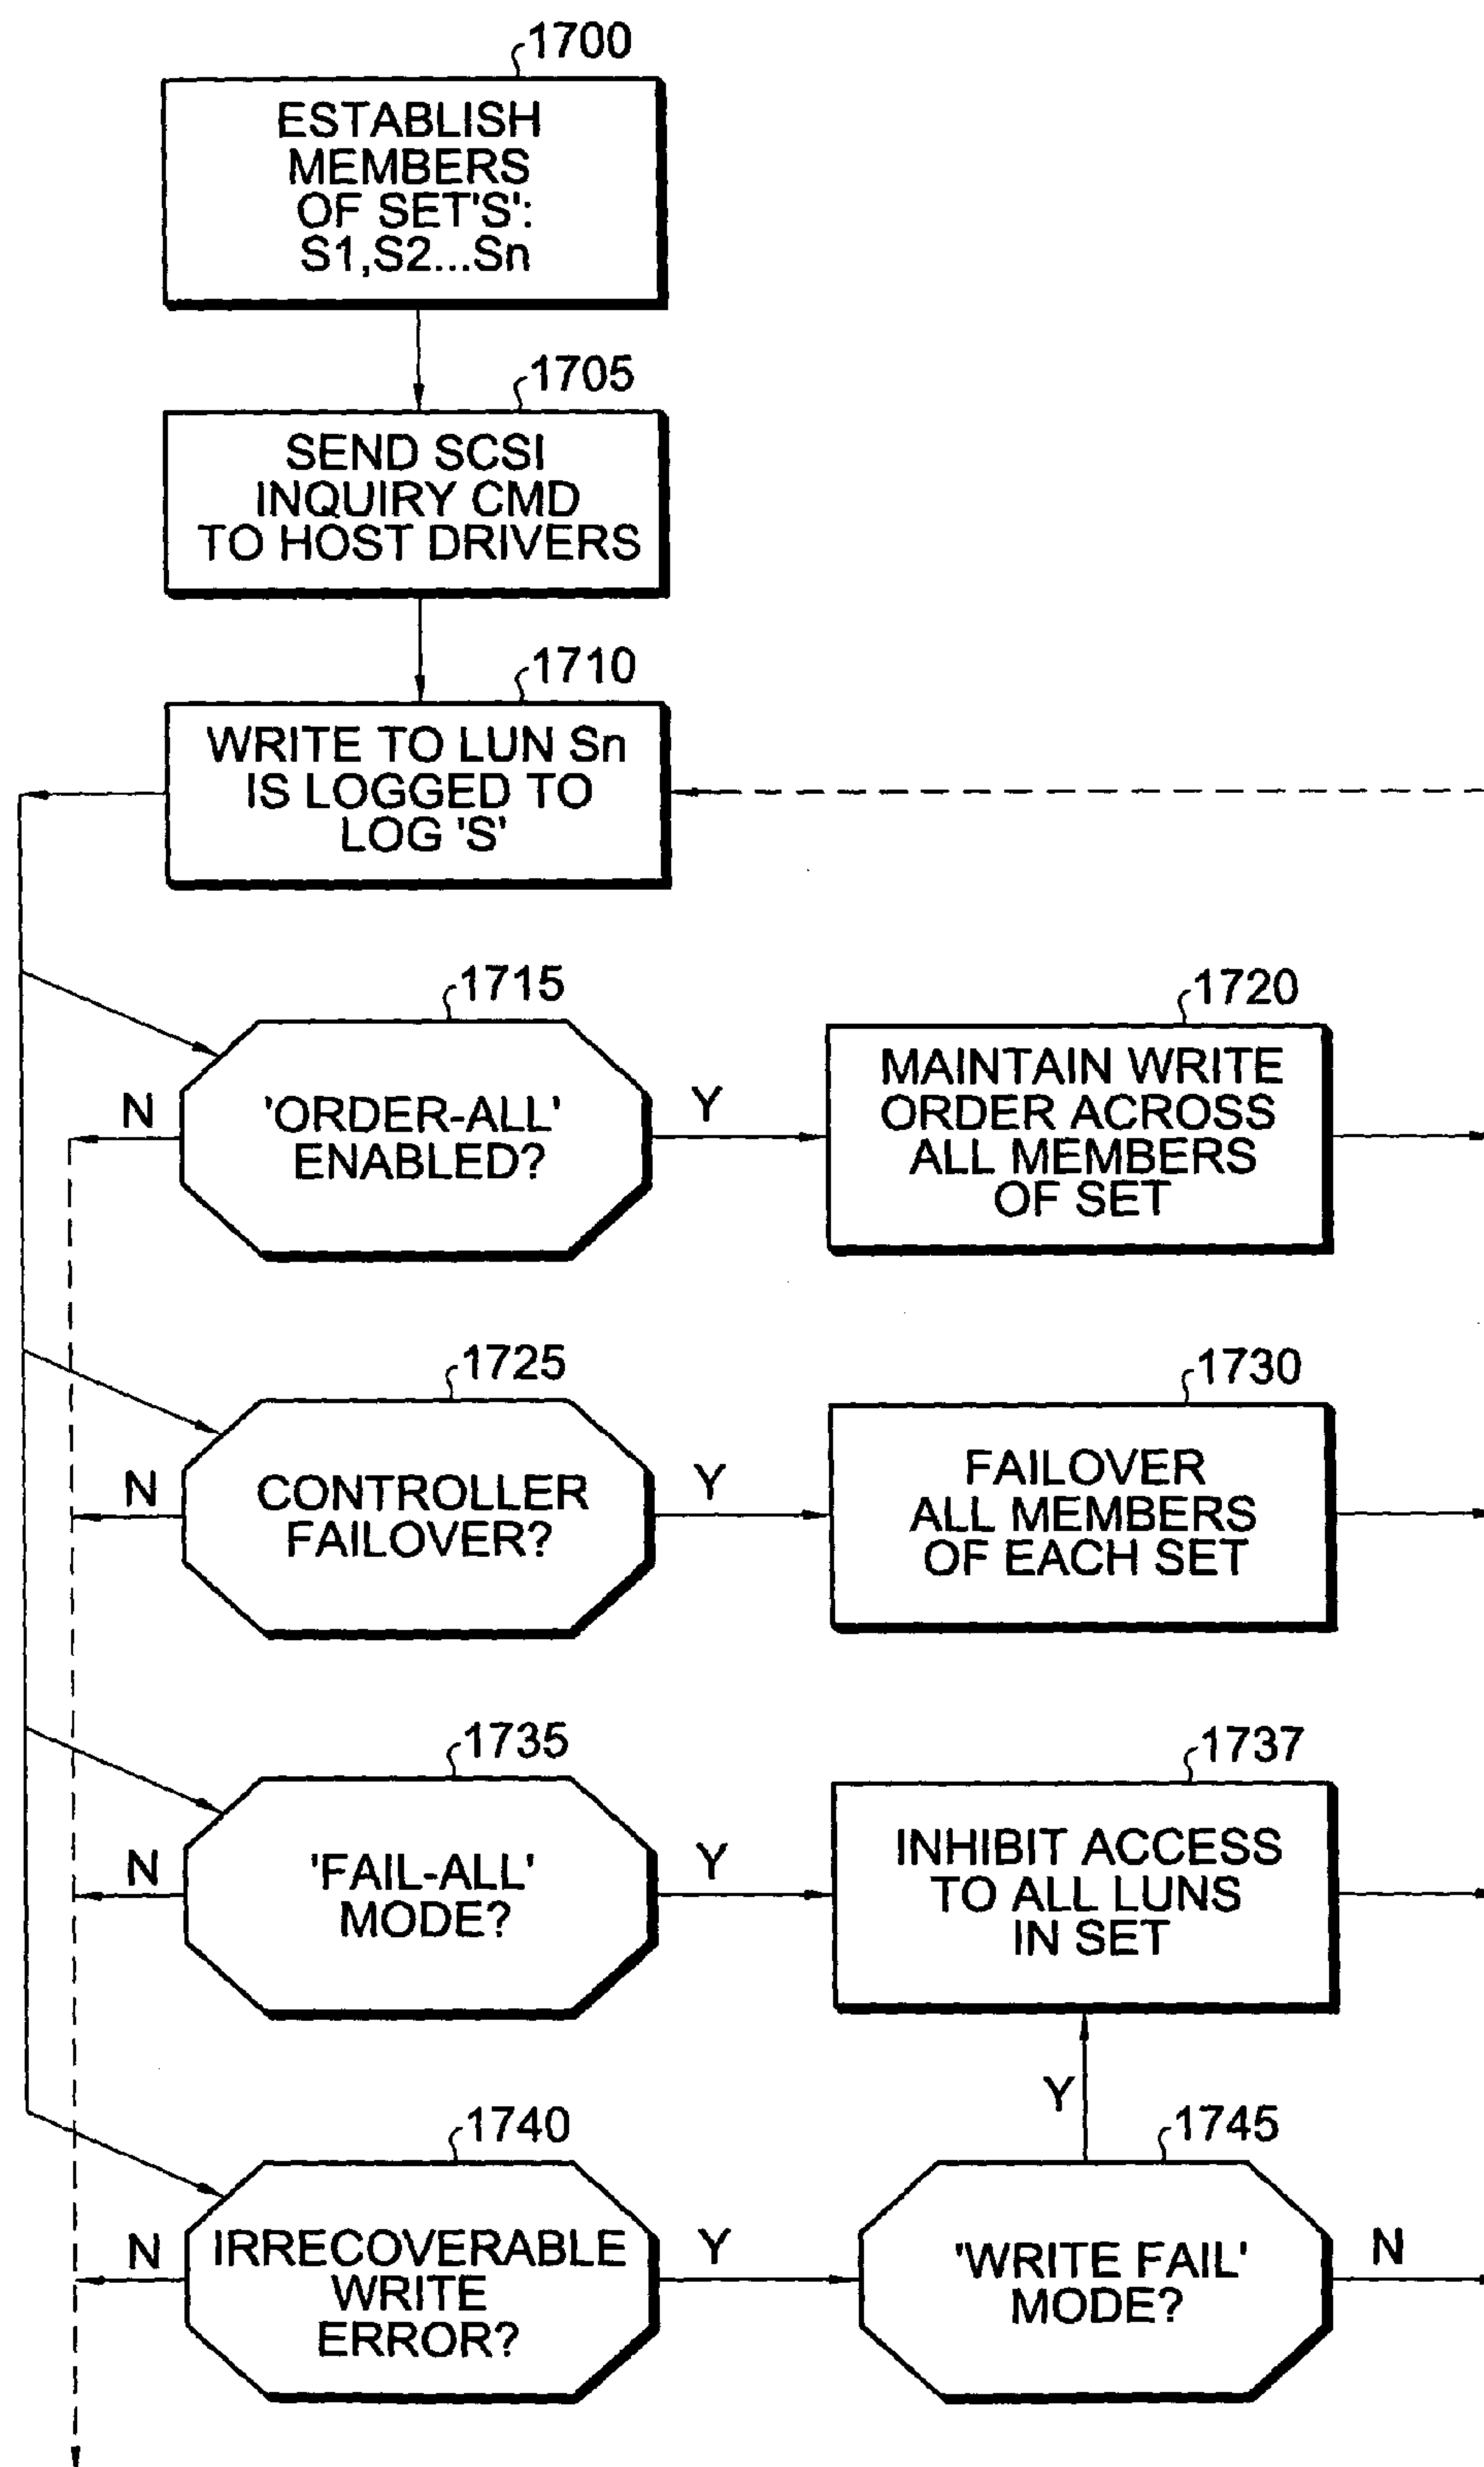 1700
ESTABLISH
MEMBERS
OF SET'S':
S1,S2...Sn
1705
SEND SCSI
INQUIRY CMD
TO HOST DRIVERS
1710
WRITE TO LUN Sn
IS LOGGED TO
LOG 'S'
1715
'ORDER-ALL'
ENABLED?
N
Y
1720
MAINTAIN WRITE
ORDER ACROSS
ALL MEMBERS
OF SET
1725
CONTROLLER
FAILOVER?
N
Y
1730
FAILOVER
ALL MEMBERS
OF EACH SET
1735
'FAIL-ALL'
MODE?
N
Y
1737
INHIBIT ACCESS
TO ALL LUNS
IN SET
Y
1740
IRRECOVERABLE
WRITE
ERROR?
N
Y
1745
'WRITE FAIL'
MODE?
N